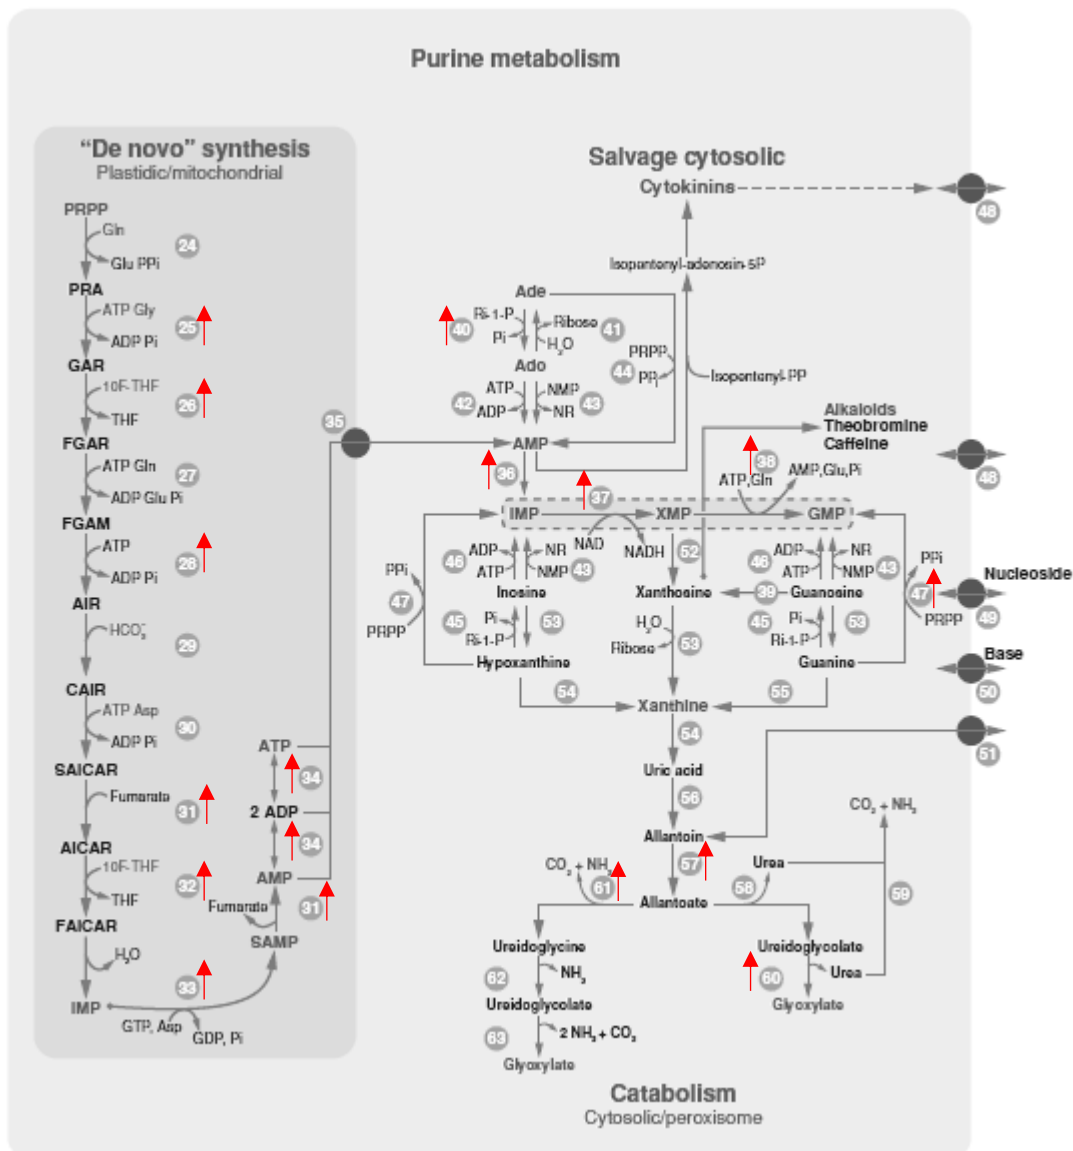 Purine metabolism
“De novo” synthesis
Plastidic/mitochondrial
PRPP
Gln
24
Glu PPi
PRA
ATP Gly
25
ADP Pi
GAR
10F-THF
26
THF
FGAR
ATP Gln
27
ADP Glu Pi
FGAM
ATP
28
ADP Pi
AIR
HCO₃⁻
29
CAIR
ATP Asp
30
ADP Pi
SAICAR
Fumarate
31
AICAR
10F-THF
32
THF
FAICAR
H₂O
33
IMP
GTP, Asp
GDP, Pi
ATP
34
2 ADP
34
AMP
31
Fumarate
SAMP
35
Salvage cytosolic
Cytokinins
48
Isopentenyl-adenosin-5P
Ade
40
Ri-1-P
Pi
Ribose
H₂O
41
Ado
PRPP
44
PPi
Isopentenyl-PP
42
ATP
ADP
NMP
NR
43
AMP
Alkaloids
Theobromine
Caffeine
36
38
ATP,Gln
AMP,Glu,Pi
48
37
IMP
XMP
GMP
NAD
NADH
52
46
ADP
ATP
NR
NMP
43
46
ADP
ATP
NR
NMP
43
PPi
47
PRPP
PPi
47
PRPP
Nucleoside
49
Inosine
Xanthosine
39
Guanosine
45
Pi
Ri-1-P
53
H₂O
Ribose
53
45
Pi
Ri-1-P
53
Hypoxanthine
Guanine
Base
50
54
55
Xanthine
54
51
Uric acid
56
Allantoin
57
CO₂ + NH₃
61
Urea
58
CO₂ + NH₃
59
Allantoate
Ureidoglycine
62
NH₃
Ureidoglycolate
63
2 NH₃ + CO₂
Glyoxylate
Ureidoglycolate
60
Urea
Glyoxylate
Catabolism
Cytosolic/peroxisome